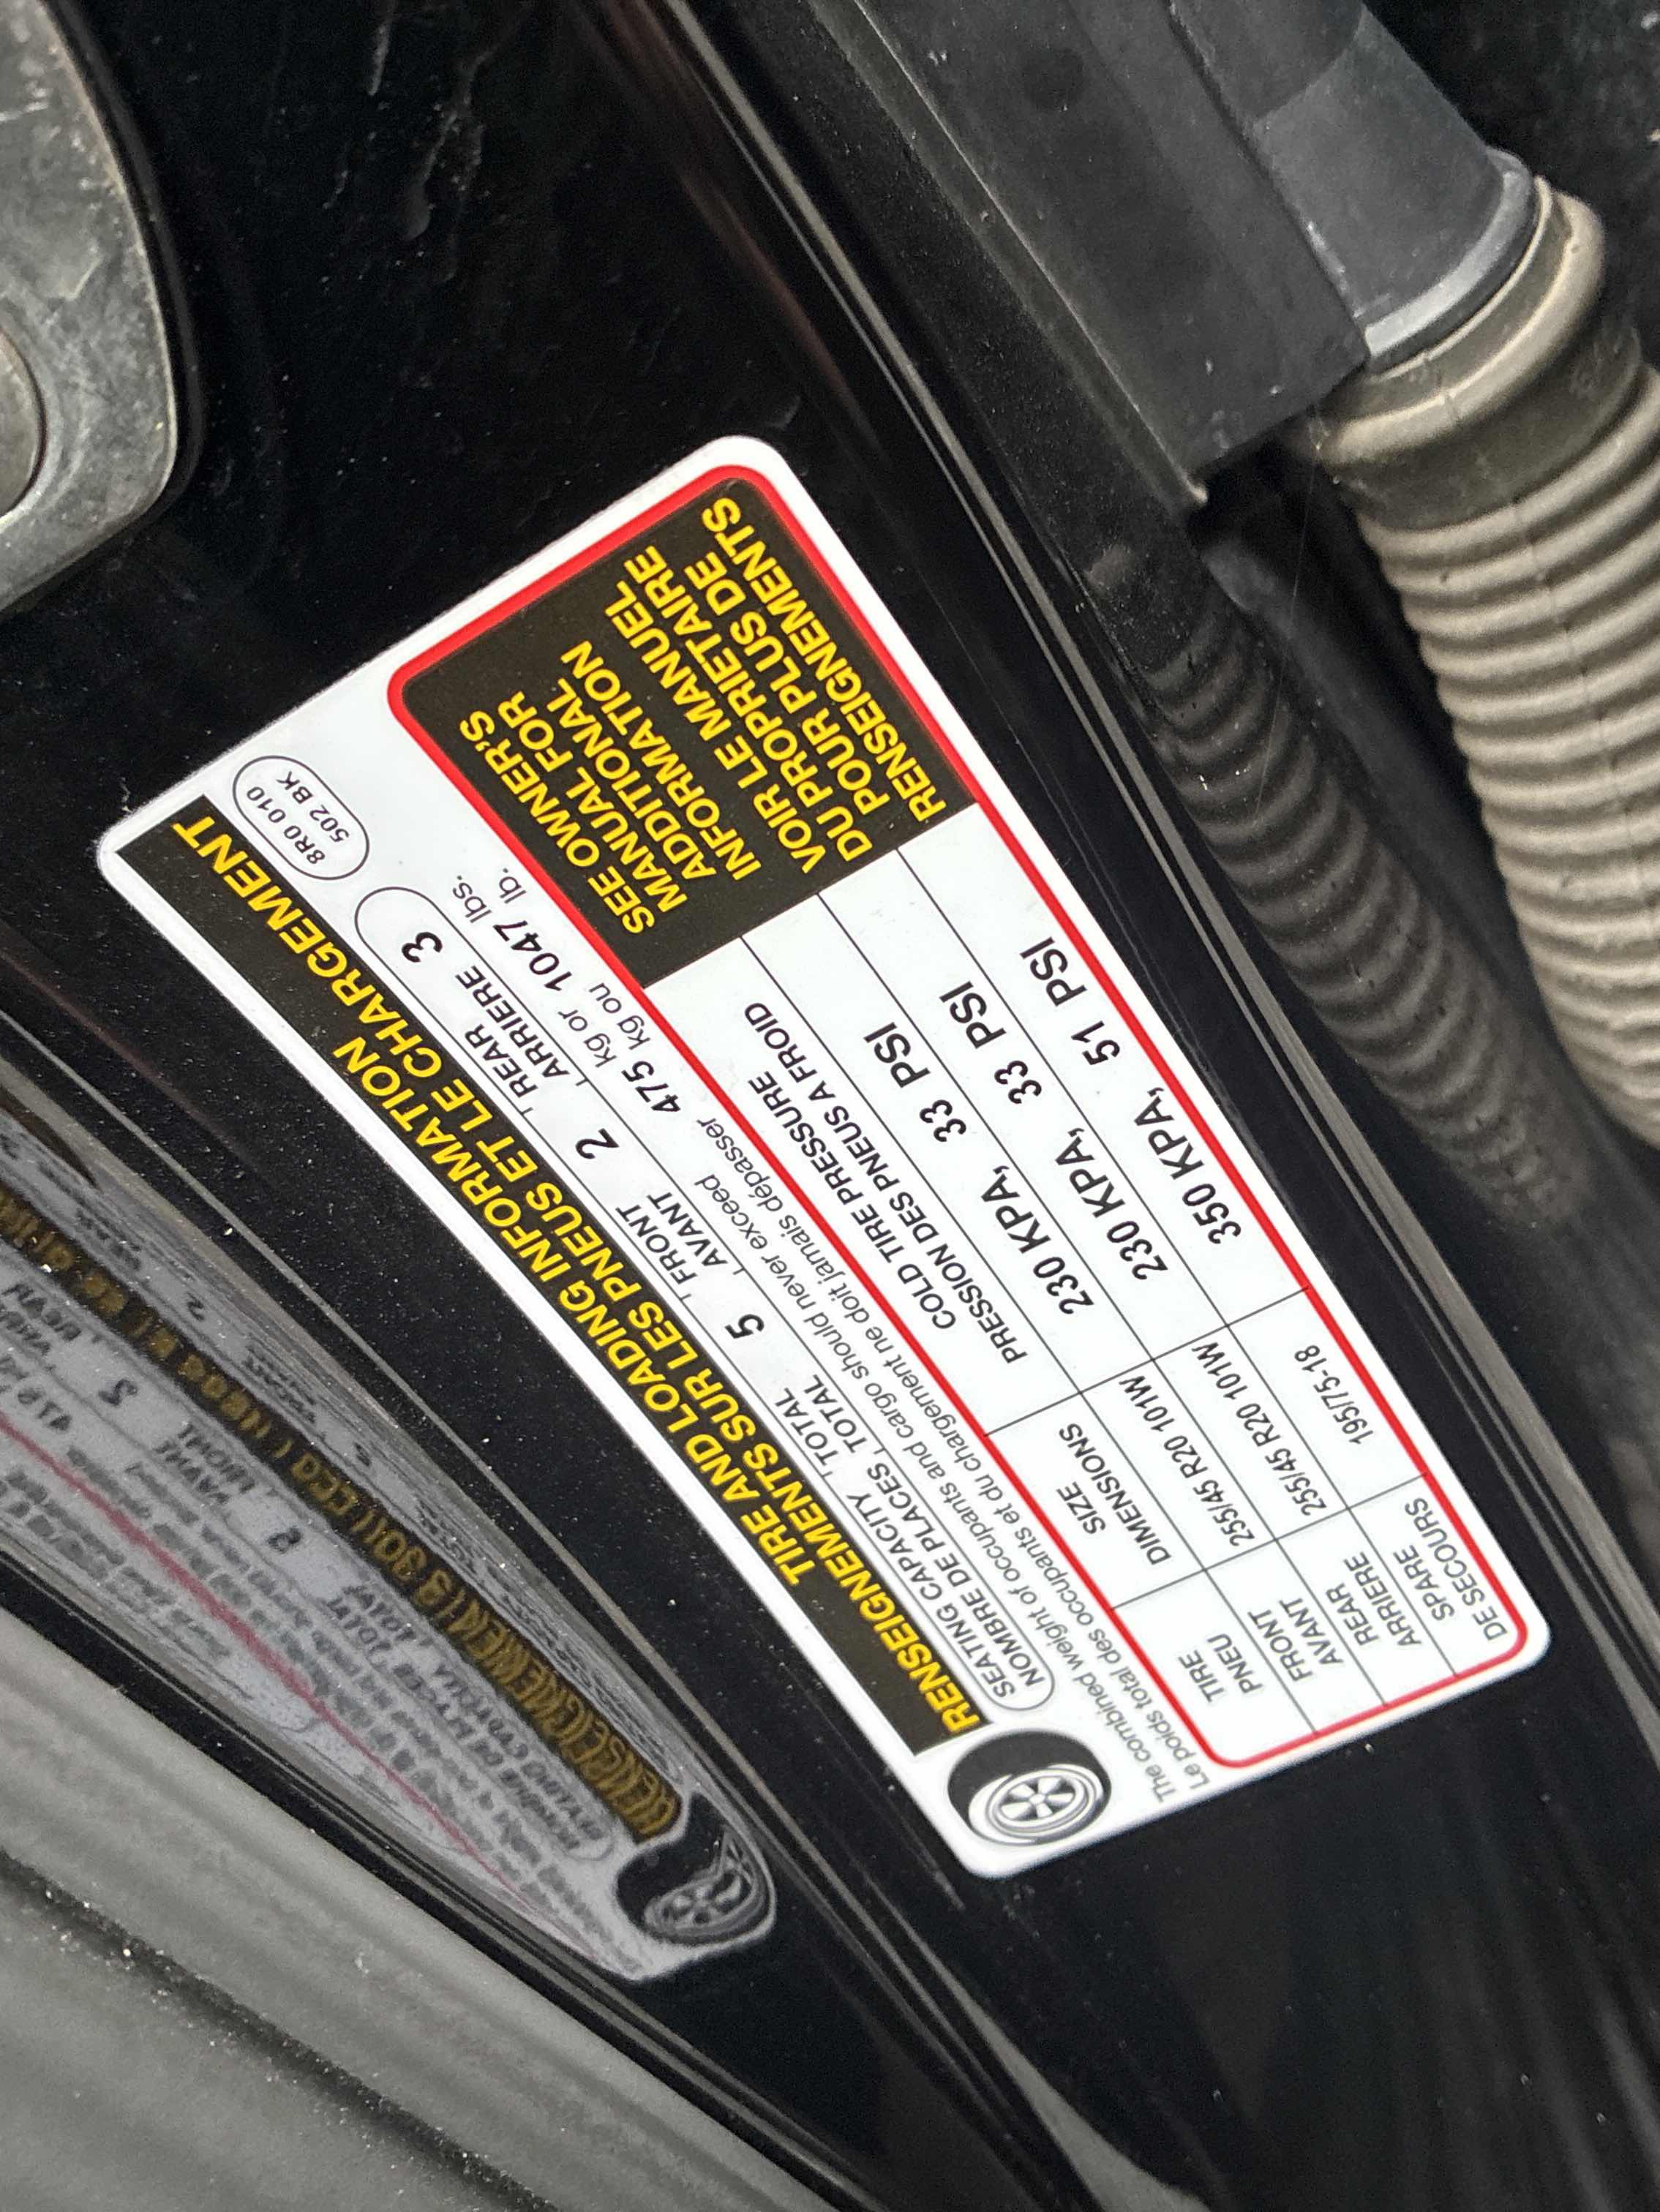 TIRE AND LOADING INFORMATION
RENSEIGNEMENTS SUR LES PNEUS ET LE CHARGEMENT
8R0 010
502 BK
SEATING CAPACITY TOTAL 5 FRONT 2 REAR 3
NOMBRE DE PLACES TOTAL AVANT ARRIERE
The combined weight of occupants and cargo should never exceed 475 kg or 1047 lbs.
Le poids total des occupants et du chargement ne doit jamais dépasser kg ou lb.
TIRE SIZE COLD TIRE PRESSURE
PNEU DIMENSIONS PRESSION DES PNEUS A FROID
FRONT 255/45 R20 101W 230 KPA, 33 PSI
AVANT
REAR 255/45 R20 101W 230 KPA, 33 PSI
ARRIERE
SPARE 195/75-18 350 KPA, 51 PSI
DE SECOURS
SEE OWNER'S
MANUAL FOR
ADDITIONAL
INFORMATION
VOIR LE MANUEL
DU PROPRIETAIRE
POUR PLUS DE
RENSEIGNEMENTS